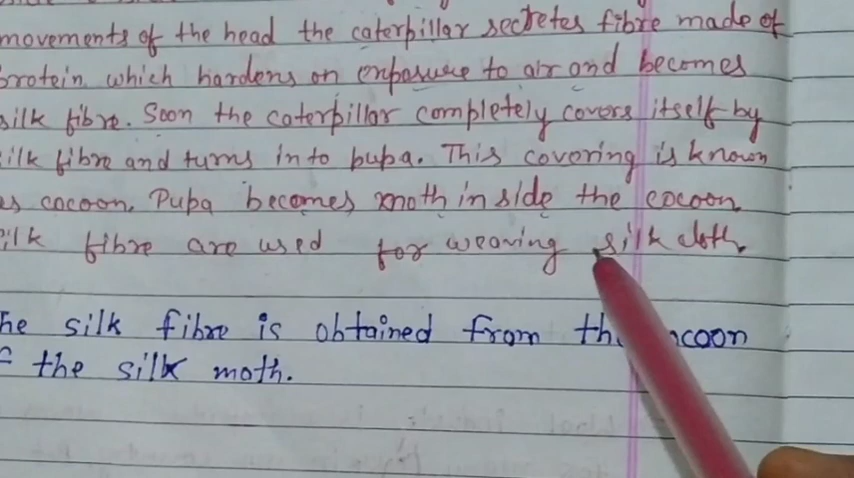 movements of the head the caterpillar secretes fibre made of
protein which hardens on exposure to air and becomes
silk fibre. Soon the caterpillar completely covers itself by
silk fibre and turns into pupa. This covering is known
as cocoon. Pupa becomes moth inside the cocoon.
silk fibre are used for weaving silk cloth.
The silk fibre is obtained from the cocoon
of the silk moth.